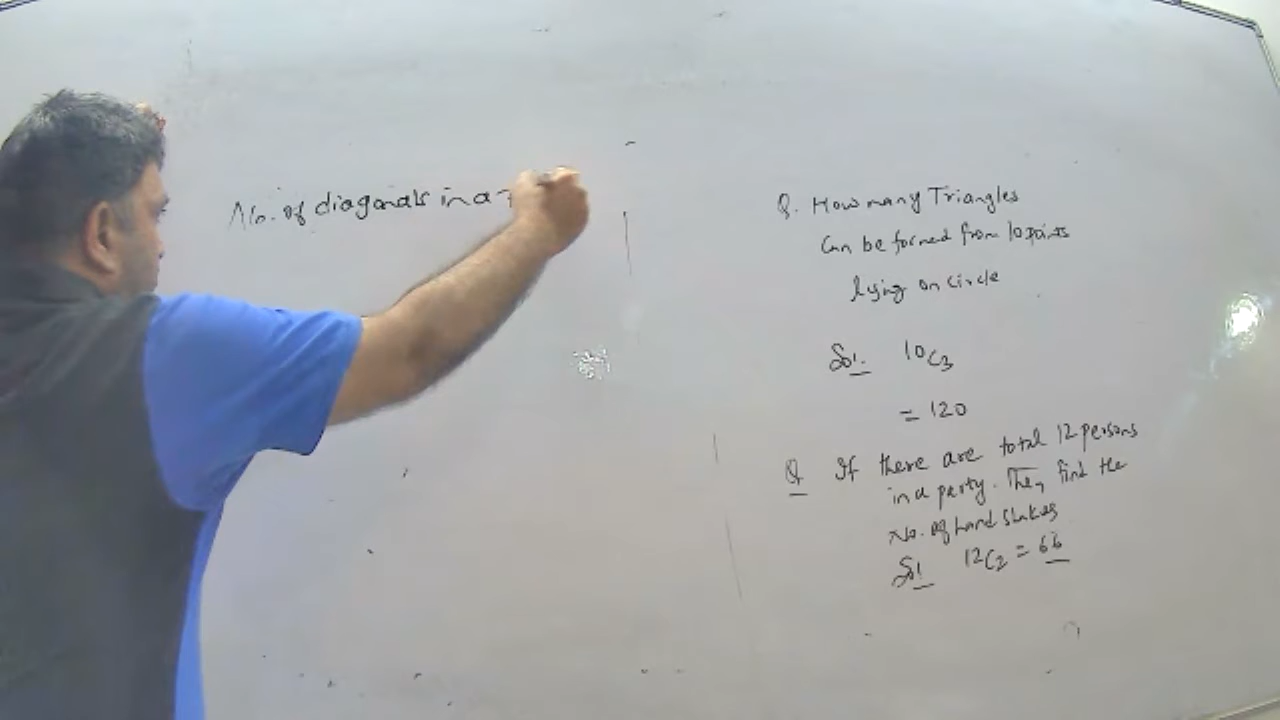 No. of diagonals in a
Q. How many Triangles
Can be formed from 10 points
lying on circle
Sol. 10C3
= 120
Q If there are total 12 persons
in a party. Then find the
No. of hand shakes
Sol 12C2 = 66